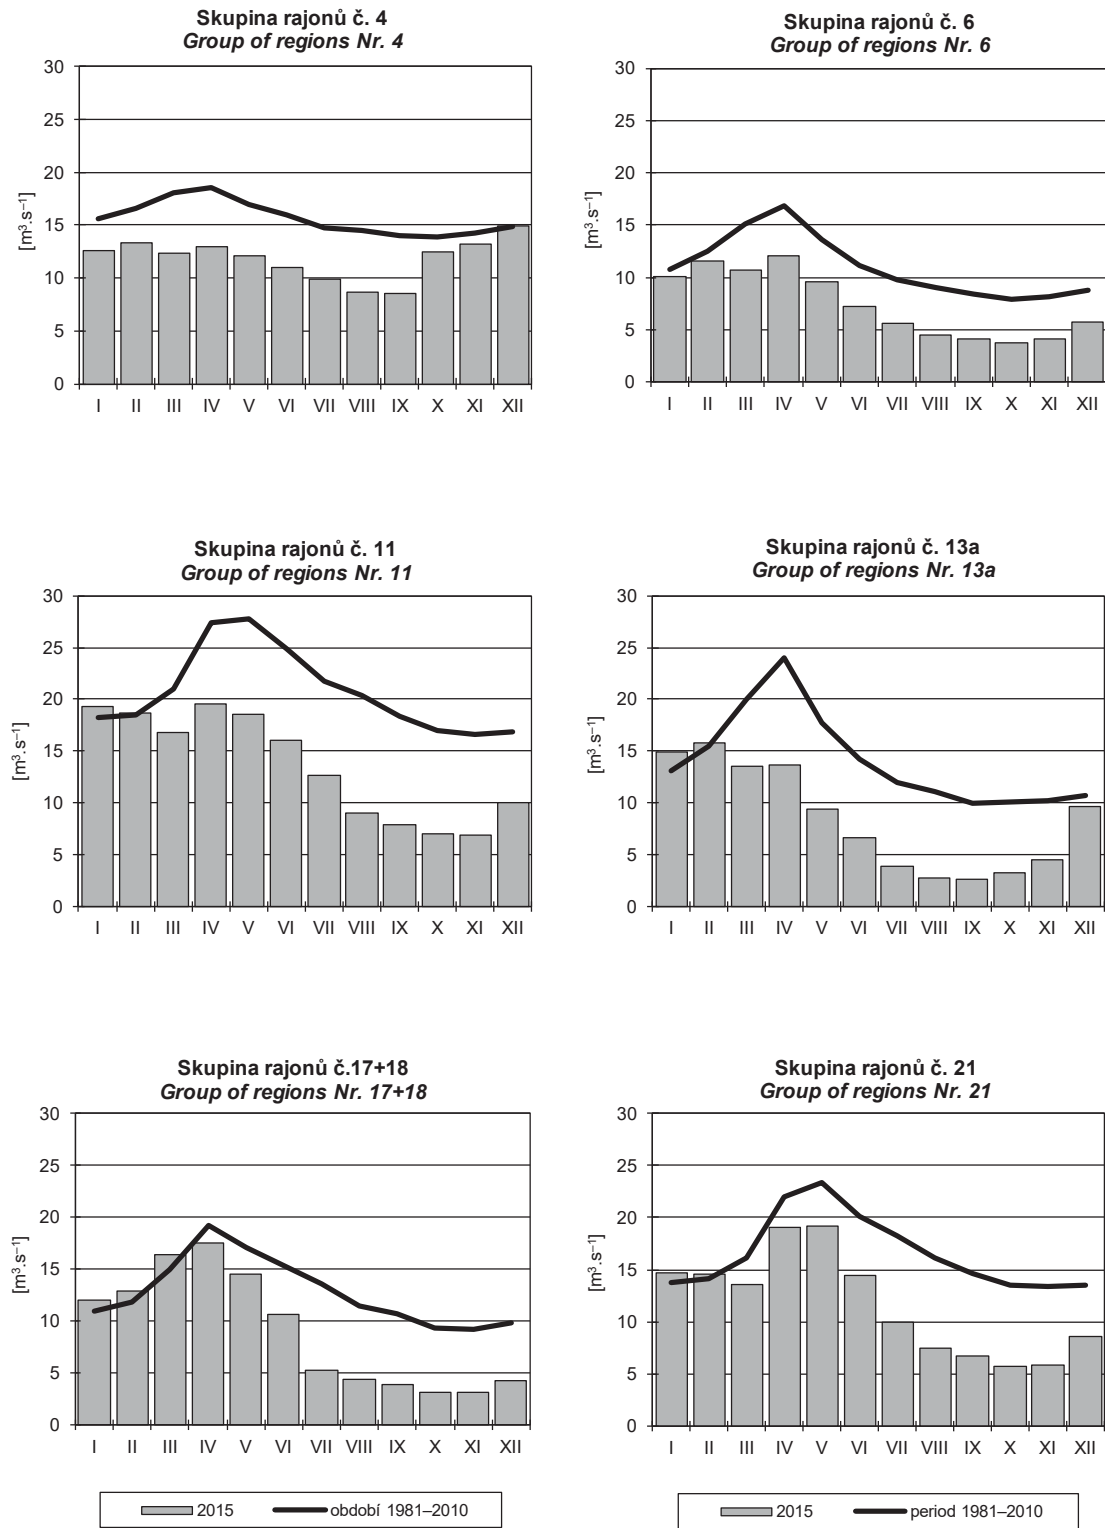 Skupina rajonů č. 4
Group of regions Nr. 4
30
25
20
15
10
5
0
[m³.s⁻¹]
I II III IV V VI VII VIII IX X XI XII
Skupina rajonů č. 6
Group of regions Nr. 6
30
25
20
15
10
5
0
[m³.s⁻¹]
I II III IV V VI VII VIII IX X XI XII
Skupina rajonů č. 11
Group of regions Nr. 11
30
25
20
15
10
5
0
[m³.s⁻¹]
I II III IV V VI VII VIII IX X XI XII
Skupina rajonů č. 13a
Group of regions Nr. 13a
30
25
20
15
10
5
0
[m³.s⁻¹]
I II III IV V VI VII VIII IX X XI XII
Skupina rajonů č.17+18
Group of regions Nr. 17+18
30
25
20
15
10
5
0
[m³.s⁻¹]
I II III IV V VI VII VIII IX X XI XII
Skupina rajonů č. 21
Group of regions Nr. 21
30
25
20
15
10
5
0
[m³.s⁻¹]
I II III IV V VI VII VIII IX X XI XII
2015 období 1981–2010
2015 period 1981–2010